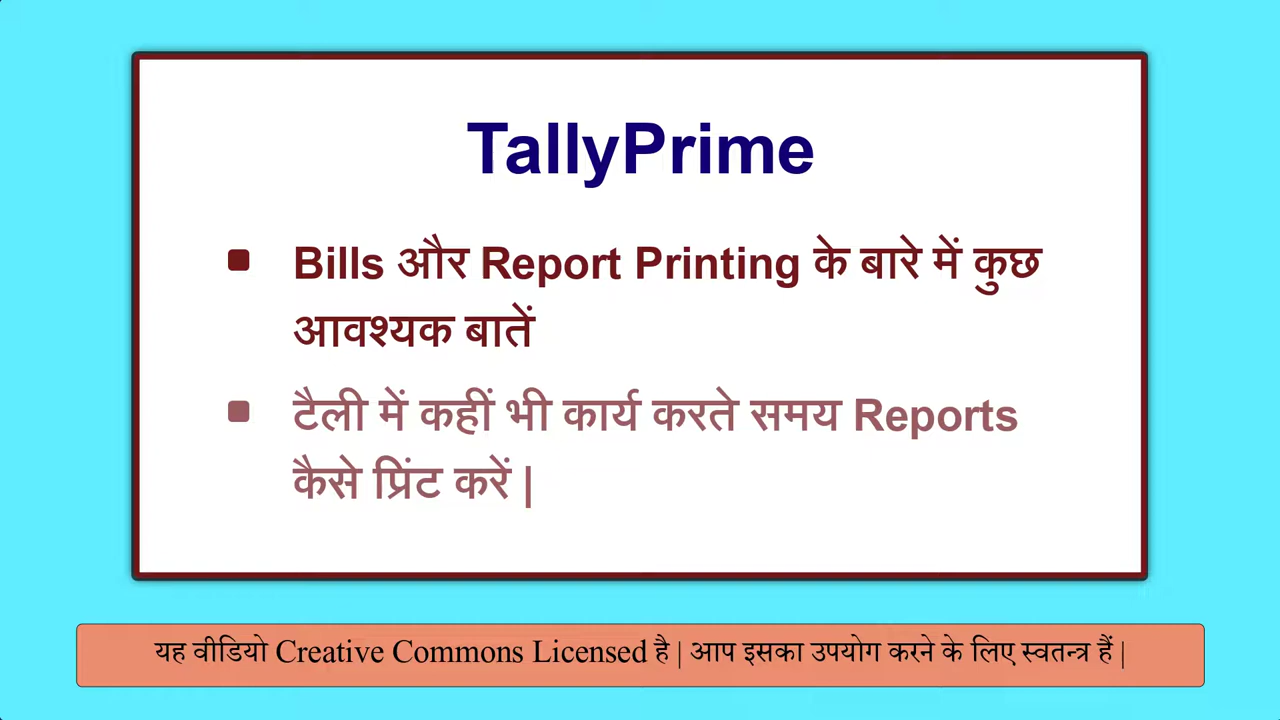 TallyPrime
Bills और Report Printing के बारे में कुछ
आवश्यक बातें
टैली में कहीं भी कार्य करते समय Reports
कैसे प्रिंट करें |
यह वीडियो Creative Commons Licensed है | आप इसका उपयोग करने के लिए स्वतन्त्र हैं |